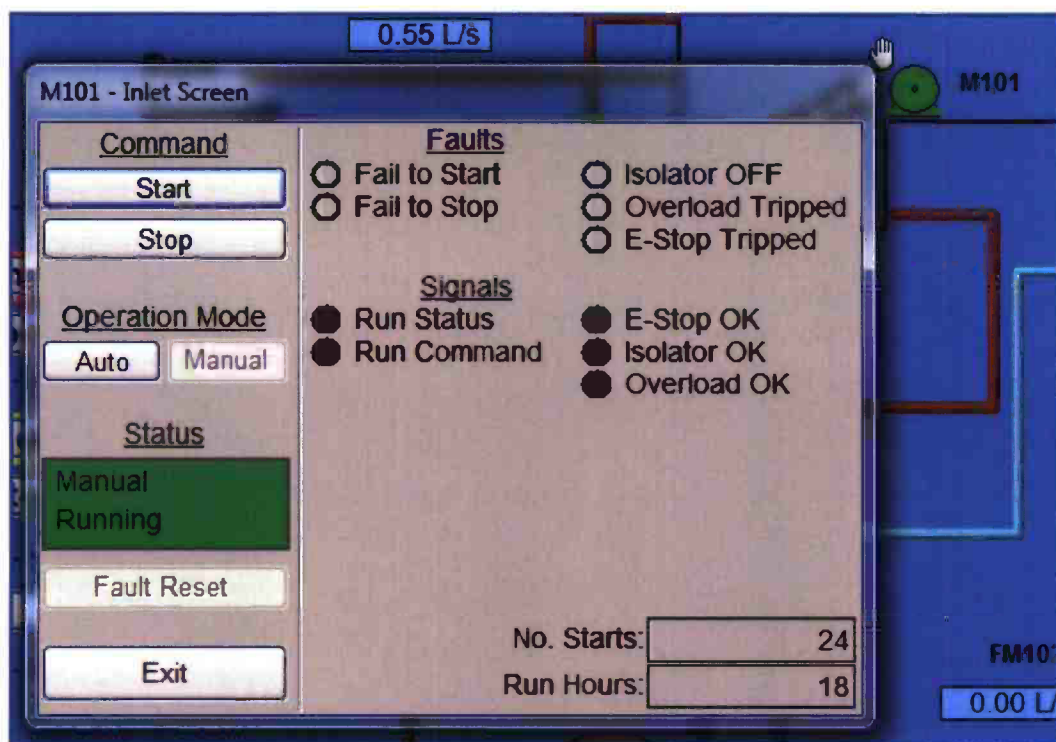 0.55 L/s
M101
M101 - Inlet Screen
Command
Start
Stop
Operation Mode
Auto Manual
Status
Manual
Running
Fault Reset
Exit
Faults
Fail to Start
Fail to Stop
Isolator OFF
Overload Tripped
E-Stop Tripped
Signals
Run Status
Run Command
E-Stop OK
Isolator OK
Overload OK
No. Starts: 24
Run Hours: 18
FM107
0.00 L/